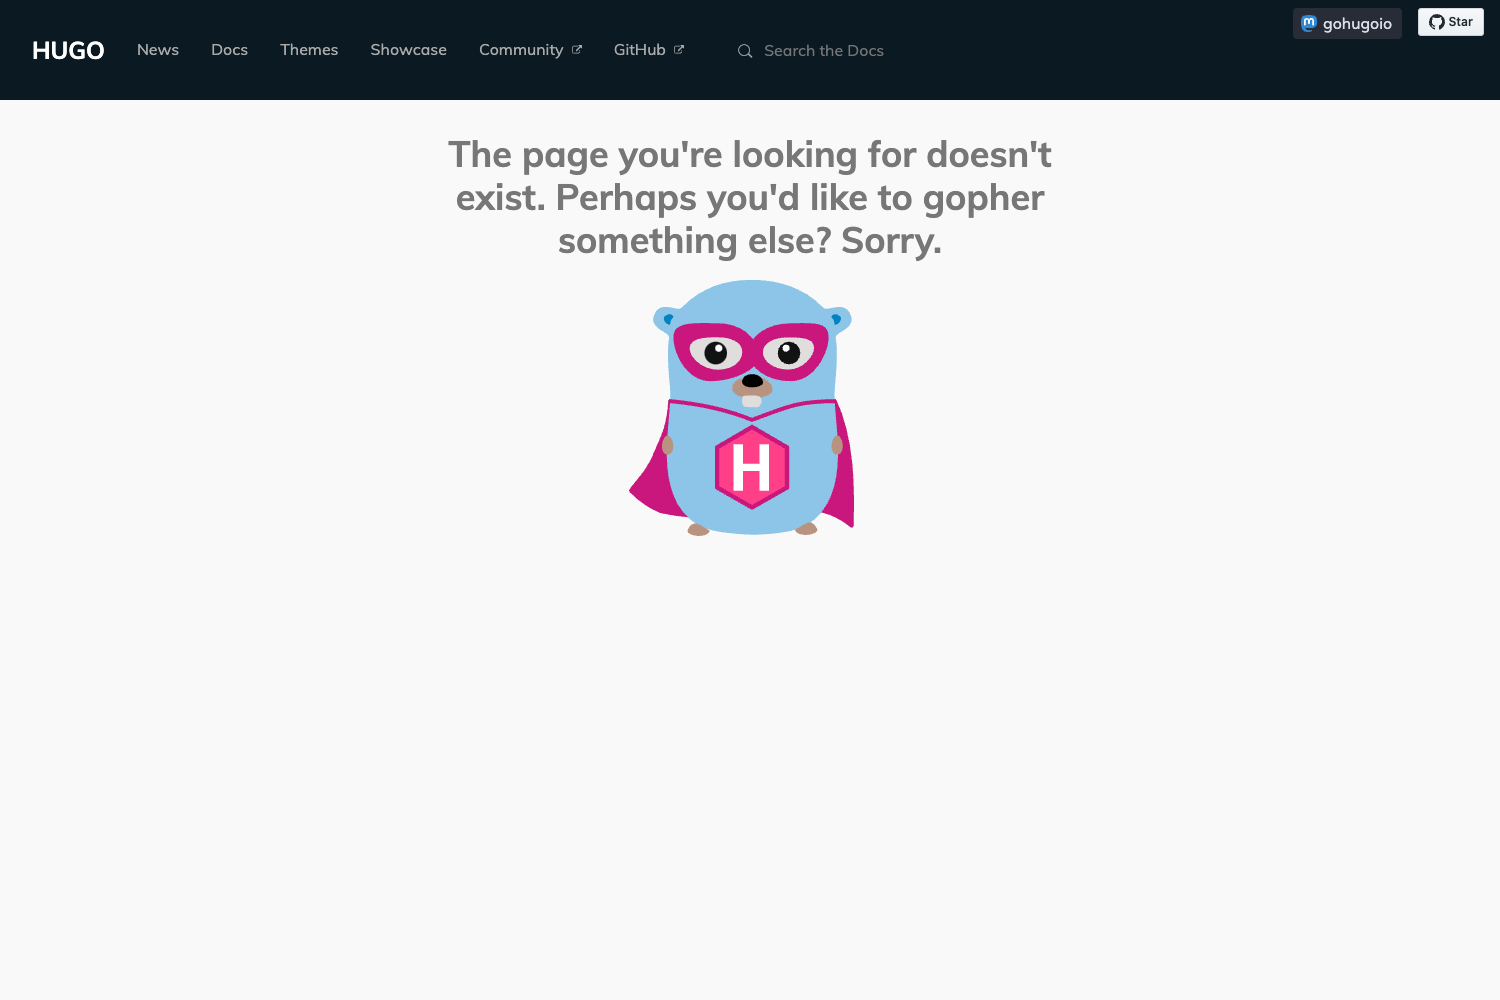 HUGO
News
Docs
Themes
Showcase
Community
GitHub
Search the Docs
gohugoio
Star
The page you're looking for doesn't
exist. Perhaps you'd like to gopher
something else? Sorry.
H